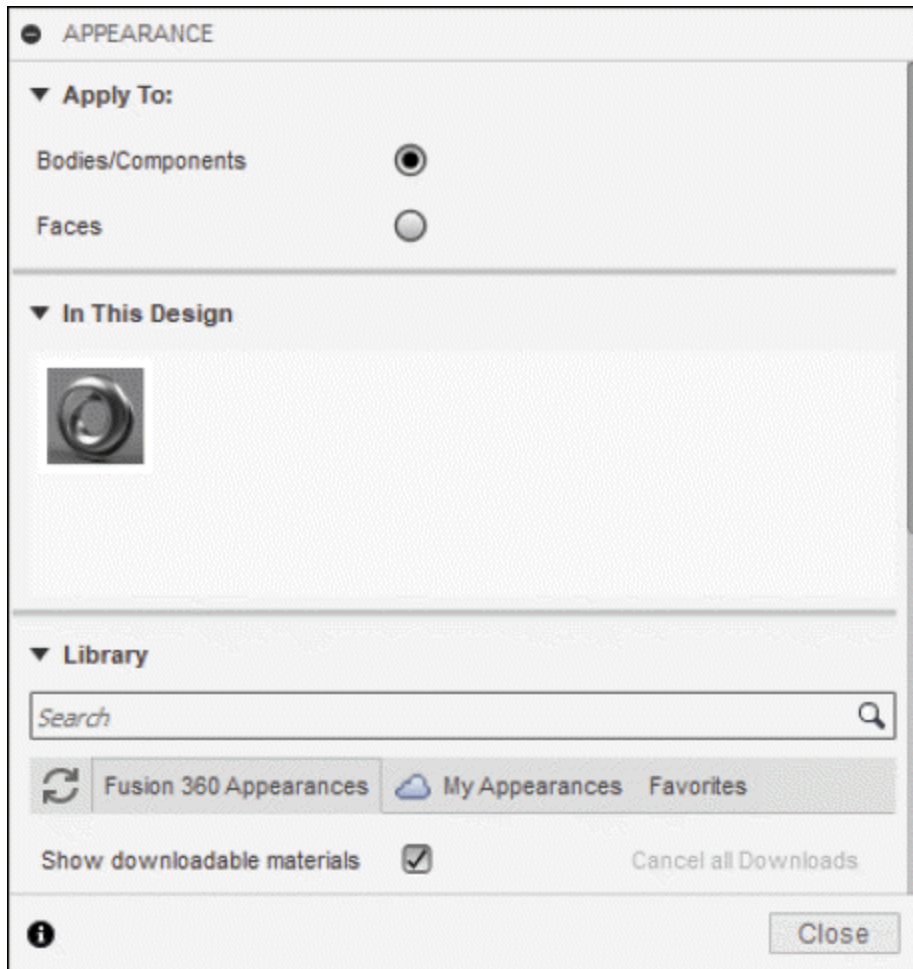 APPEARANCE
Apply To:
Bodies/Components
Faces
In This Design
Library
Search
Fusion 360 Appearances My Appearances Favorites
Show downloadable materials Cancel all Downloads
Close